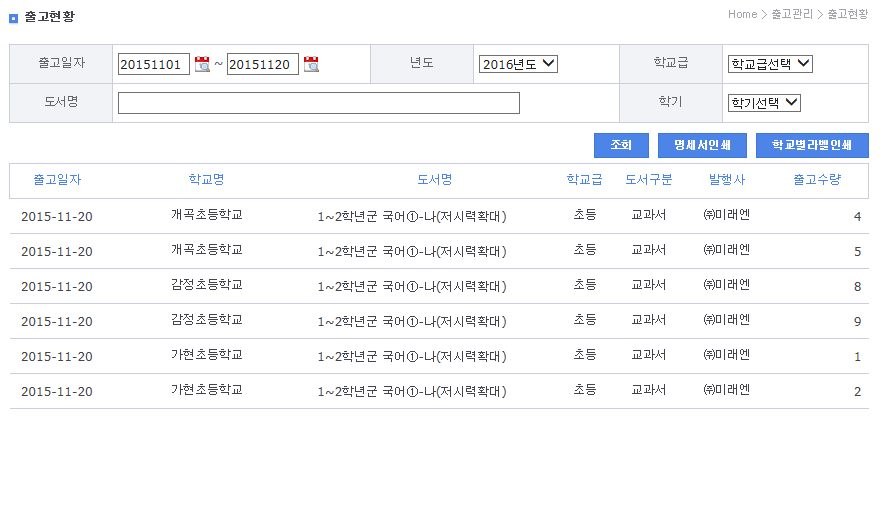 출고현황
Home > 출고관리 > 출고현황
출고일자 20151101 ~ 20151120 년도 2016년도 학교급 학교급선택
도서명 학기 학기선택
조회 명세서인쇄 학교별라벨인쇄
출고일자 학교명 도서명 학교급 도서구분 발행사 출고수량
2015-11-20 개곡초등학교 1~2학년군 국어①-나(저시력확대) 초등 교과서 ㈜미래엔 4
2015-11-20 개곡초등학교 1~2학년군 국어①-나(저시력확대) 초등 교과서 ㈜미래엔 5
2015-11-20 감정초등학교 1~2학년군 국어①-나(저시력확대) 초등 교과서 ㈜미래엔 8
2015-11-20 감정초등학교 1~2학년군 국어①-나(저시력확대) 초등 교과서 ㈜미래엔 9
2015-11-20 가현초등학교 1~2학년군 국어①-나(저시력확대) 초등 교과서 ㈜미래엔 1
2015-11-20 가현초등학교 1~2학년군 국어①-나(저시력확대) 초등 교과서 ㈜미래엔 2